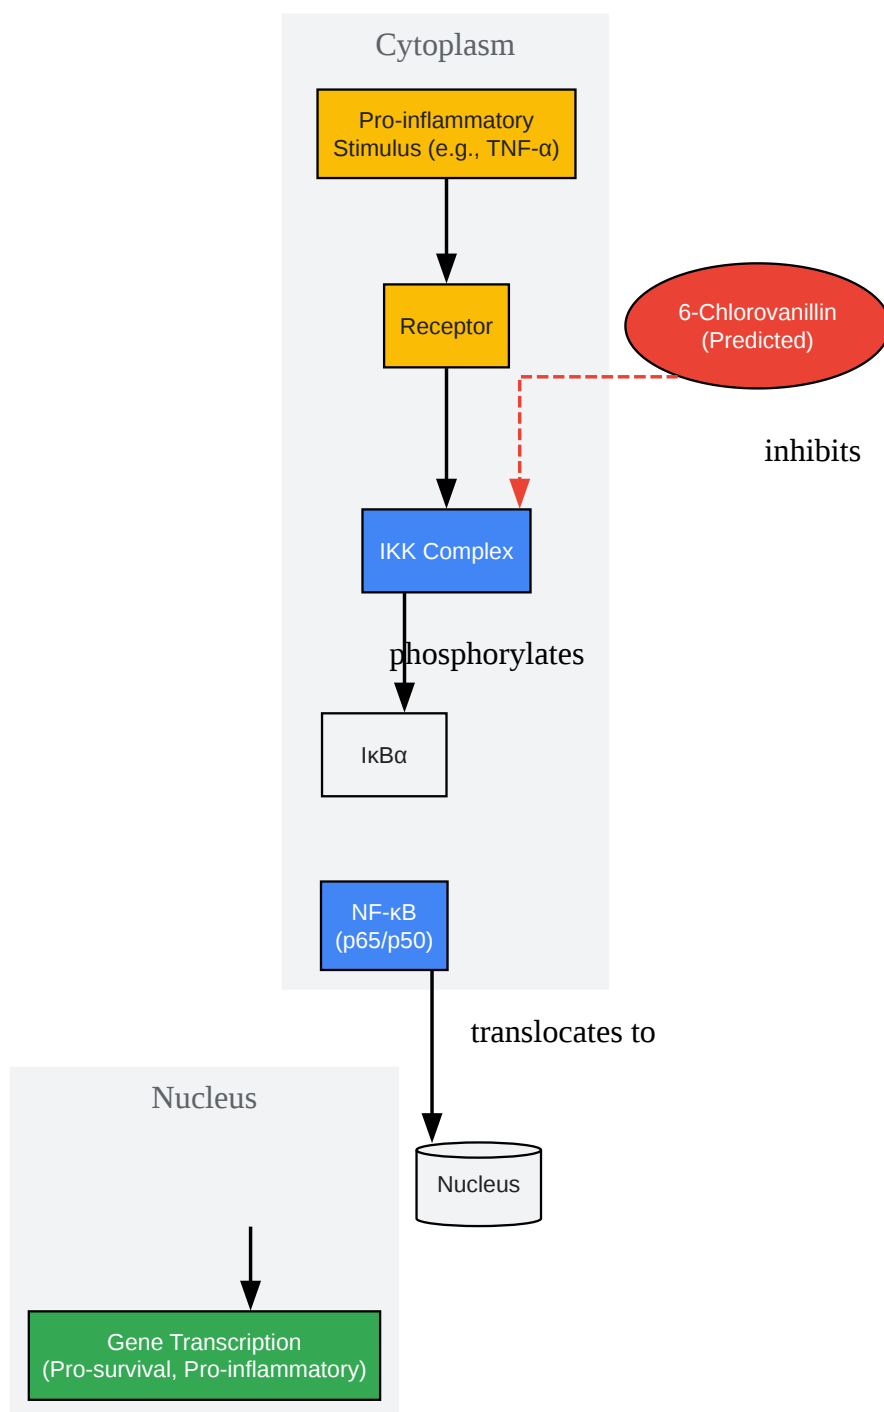 Cytoplasm
Pro-inflammatory
Stimulus (e.g., TNF-α)
Receptor
6-Chlorovanillin
(Predicted)
inhibits
IKK Complex
phosphorylates
IκBα
NF-κB
(p65/p50)
translocates to
Nucleus
Nucleus
Gene Transcription
(Pro-survival, Pro-inflammatory)